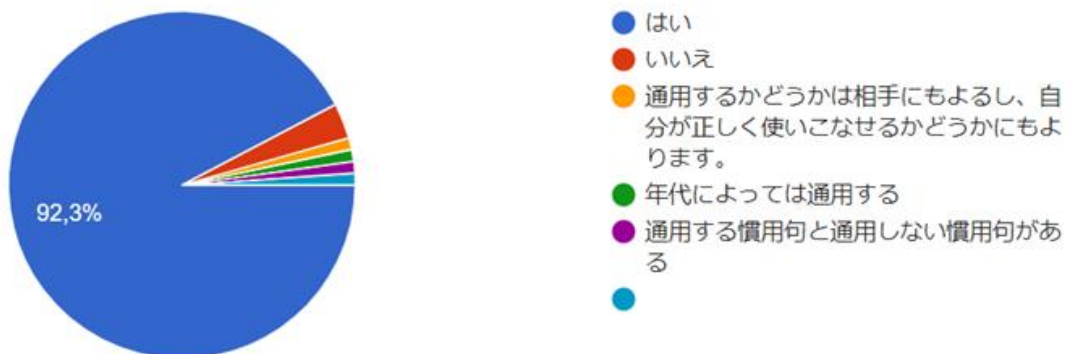 92,3%
はい
いいえ
通用するかどうかは相手にもよるし、自
分が正しく使いこなせるかどうかにもよ
ります。
年代によっては通用する
通用する慣用句と通用しない慣用句があ
る